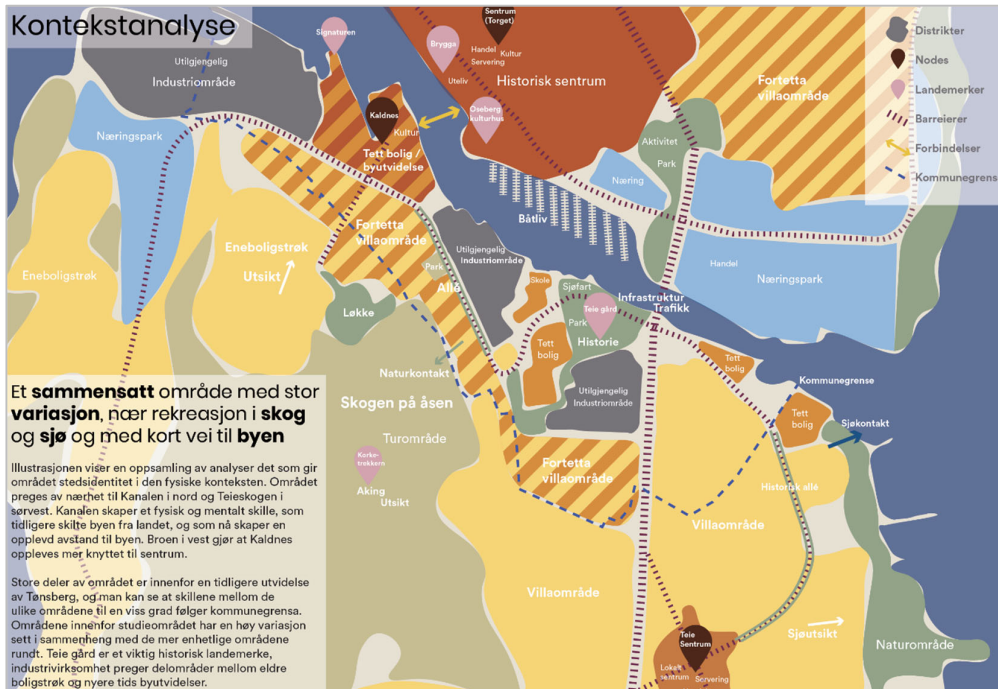 Kontekstanalyse
Signaturen
Sentrum
(Torget)
Brygga
Handel
Kultur
Servering
Uteliv
Historisk sentrum
Oseberg
kulturhus
Utilgjengelig
Industriområde
Kaldnes
Kultur
Tett bolig /
byutvidelse
Næringspark
Fortetta
villaområde
Aktivitet
Park
Næring
Distrikter
Nodes
Landemerker
Barreierer
Forbindelser
Kommunegrens
Båtliv
Handel
Næringspark
Eneboligstrøk
Eneboligstrøk
Utsikt
Fortetta
villaområde
Park
Allé
Utilgjengelig
Industriområde
Løkke
Skole
Sjøfart
Infrastruktur
Trafikk
Teie gård
Park
Historie
Tett
bolig
Tett
bolig
Naturkontakt
Utilgjengelig
Industriområde
Kommunegrense
Tett
bolig
Sjøkontakt
Skogen på åsen
Turområde
Korke-
trekkern
Aking
Utsikt
Fortetta
villaområde
Historisk allé
Villaområde
Villaområde
Teie
Sentrum
Lokalt
sentrum
Servering
Sjøutsikt
Naturområde
Et sammensatt område med stor
variasjon, nær rekreasjon i skog
og sjø og med kort vei til byen
Illustrasjonen viser en oppsamling av analyser det som gir
området stedsidentitet i den fysiske konteksten. Området
preges av nærhet til Kanalen i nord og Teieskogen i
sørvest. Kanalen skaper et fysisk og mentalt skille, som
tidligere skilte byen fra landet, og som nå skaper en
opplevd avstand til byen. Broen i vest gjør at Kaldnes
oppleves mer knyttet til sentrum.
Store deler av området er innenfor en tidligere utvidelse
av Tønsberg, og man kan se at skillene mellom de
ulike områdene til en viss grad følger kommunegrensa.
Områdene innenfor studieområdet har en høy variasjon
sett i sammenheng med de mer enhetlige områdene
rundt. Teie gård er et viktig historisk landemerke,
industrivirksomhet preger delområder mellom eldre
boligstrøk og nyere tids byutvidelser.